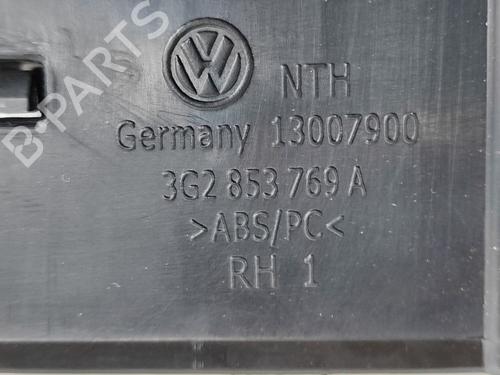 NTH
Germany 13007900
3G2 853 769 A
>ABS/PC<
RH 1
B-PARTS